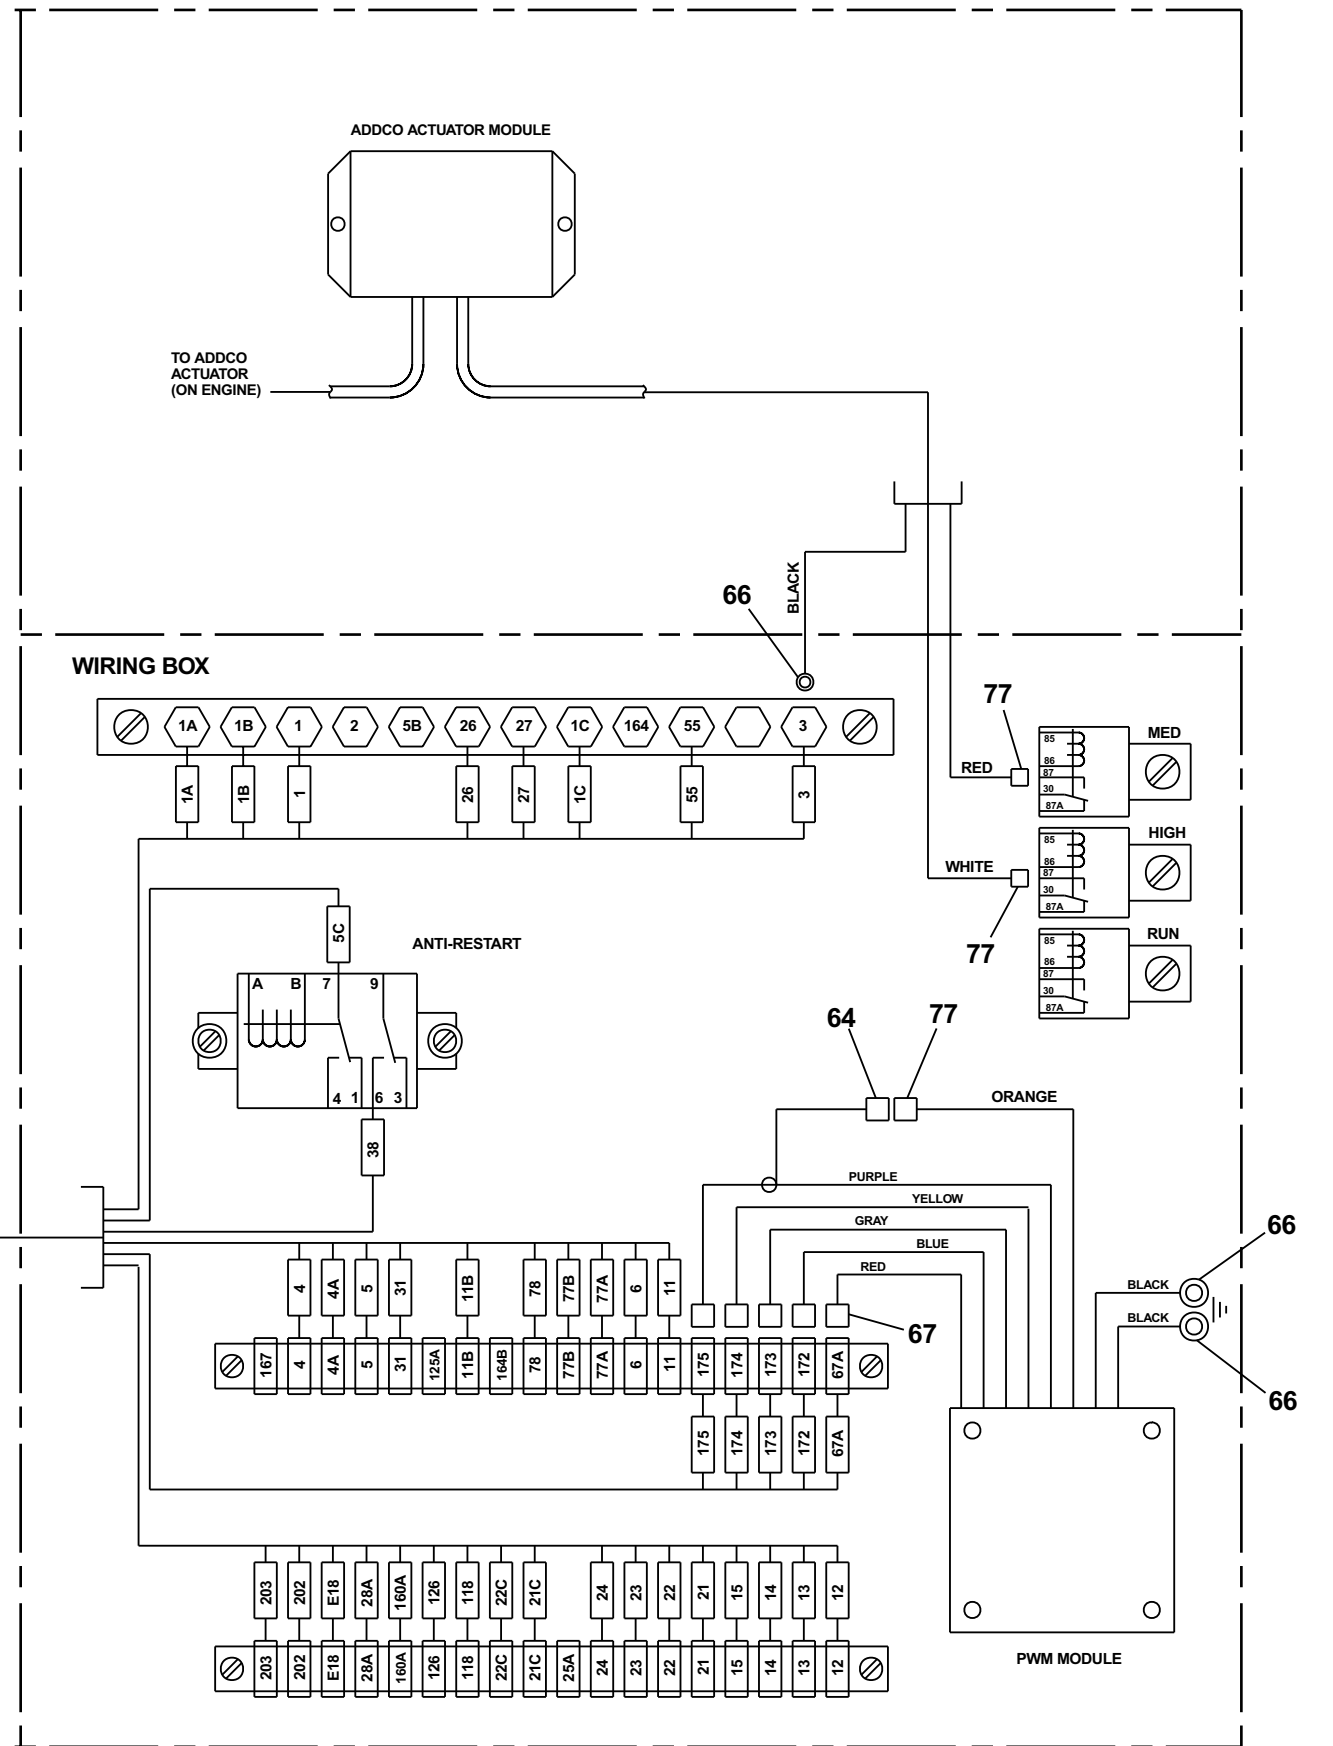 ADDCO ACTUATOR MODULE
TO ADDCO
ACTUATOR
(ON ENGINE)
BLACK
66
WIRING BOX
1A 1B 1 2 5B 26 27 1C 164 55 3
1A 1B 1 26 27 1C 55 3
77
RED
MED
85
86
87
30
87A
WHITE
HIGH
85
86
87
30
87A
77
RUN
85
86
87
30
87A
5C
ANTI-RESTART
A B 7 9
4 1 6 3
38
64 77
ORANGE
PURPLE
YELLOW
GRAY
BLUE
RED
66
BLACK
BLACK
66
67
4 4A 5 31 11B 78 77B 77A 6 11
167 4 4A 5 31 125A 11B 164B 78 77B 77A 6 11 175 174 173 172 67A
175 174 173 172 67A
203 202 E18 28A 160A 126 118 22C 21C 24 23 22 21 15 14 13 12
203 202 E18 28A 160A 126 118 22C 21C 25A 24 23 22 21 15 14 13 12
PWM MODULE